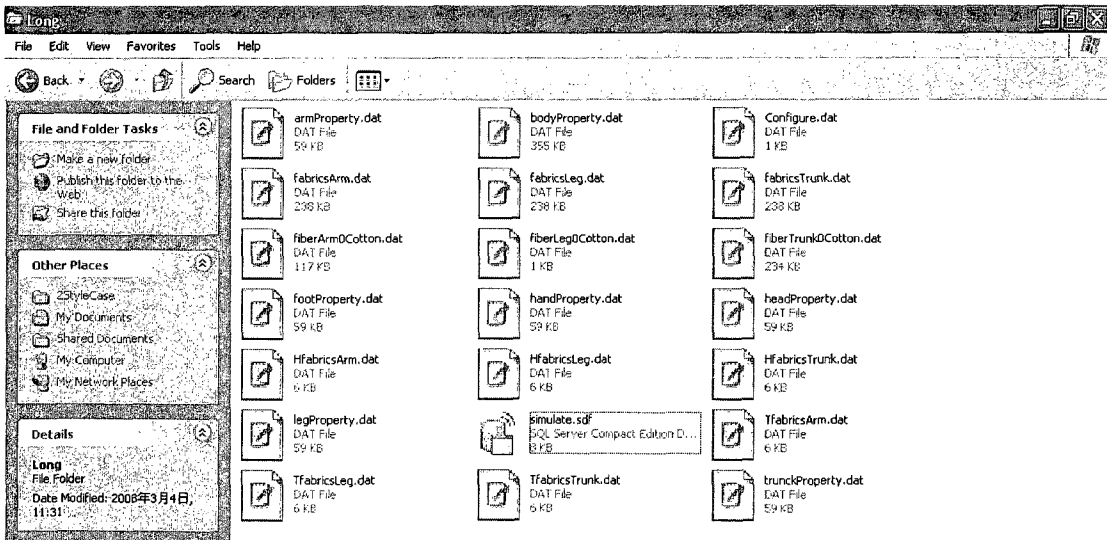 Long
File Edit View Favorites Tools Help
Back Search Folders
File and Folder Tasks
Make a new folder
Publish this folder to the Web
Share this folder
Other Places
2StyleCase
My Documents
Shared Documents
My Computer
My Network Places
Details
Long
File Folder
Date Modified: 2008年3月4日, 11:31
armProperty.dat
DAT File
59 KB
bodyProperty.dat
DAT File
355 KB
Configure.dat
DAT File
1 KB
fabricsArm.dat
DAT File
238 KB
fabricsLeg.dat
DAT File
238 KB
fabricsTrunk.dat
DAT File
238 KB
fiberArm0Cotton.dat
DAT File
117 KB
fiberLeg0Cotton.dat
DAT File
1 KB
fiberTrunk0Cotton.dat
DAT File
234 KB
footProperty.dat
DAT File
59 KB
handProperty.dat
DAT File
59 KB
headProperty.dat
DAT File
59 KB
HfabricsArm.dat
DAT File
6 KB
HfabricsLeg.dat
DAT File
6 KB
HfabricsTrunk.dat
DAT File
6 KB
legProperty.dat
DAT File
59 KB
simulate.sdf
SQL Server Compact Edition D...
8 KB
TfabricsArm.dat
DAT File
6 KB
TfabricsLeg.dat
DAT File
6 KB
TfabricsTrunk.dat
DAT File
6 KB
trunckProperty.dat
DAT File
59 KB